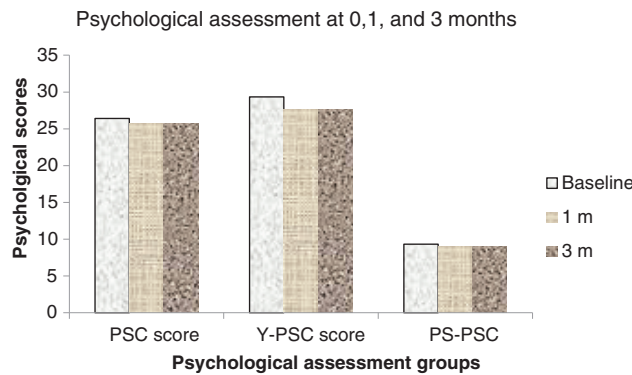 Psychological assessment at 0,1, and 3 months
35
30
25
20
15
10
5
0
Psycholgical scores
PSC score
Y-PSC score
PS-PSC
Psychological assessment groups
Baseline
1 m
3 m